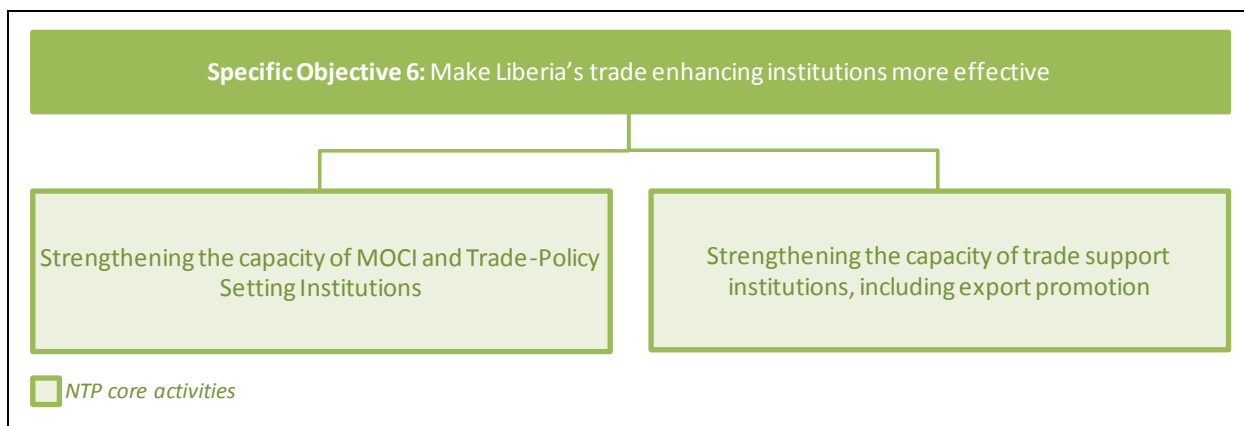 Specific Objective 6: Make Liberia's trade enhancing institutions more effective
Strengthening the capacity of MOCI and Trade-Policy
Setting Institutions
Strengthening the capacity of trade support
institutions, including export promotion
NTP core activities